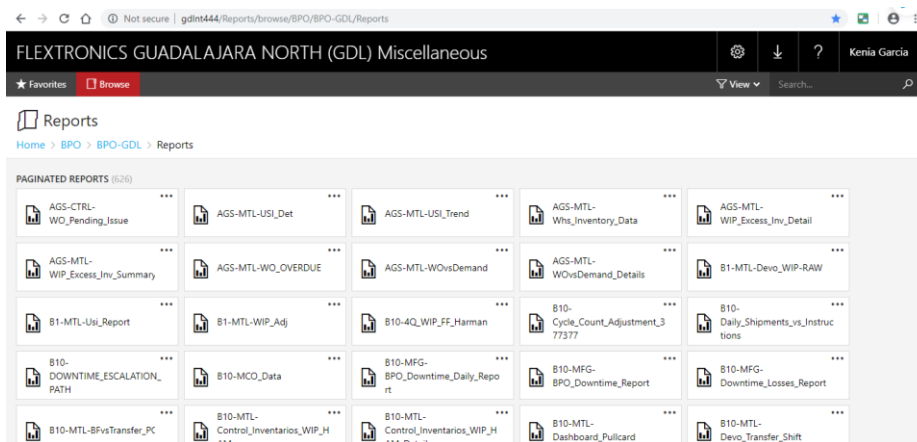 Not secure | gdlnt444/Reports/browse/BPO/BPO-GDL/Reports
FLEXTRONICS GUADALAJARA NORTH (GDL) Miscellaneous
Kenia Garcia
Favorites
Browse
View
Search...
Reports
Home > BPO > BPO-GDL > Reports
PAGINATED REPORTS (626)
AGS-CTRL-
WO_Pending_Issue
AGS-MTL-USI_Det
AGS-MTL-USI_Trend
AGS-MTL-
Whs_Inventory_Data
AGS-MTL-
WIP_Excess_Inv_Detail
AGS-MTL-
WIP_Excess_Inv_Summary
AGS-MTL-WO_OVERDUE
AGS-MTL-WOvsDemand
AGS-MTL-
WOvsDemand_Details
B1-MTL-Devo_WIP-RAW
B1-MTL-Usi_Report
B1-MTL-WIP_Adj
B10-4Q_WIP_FF_Harman
B10-
Cycle_Count_Adjustment_3
77377
B10-
Daily_Shipments_vs_Instruc
tions
B10-
DOWNTIME_ESCALATION_
PATH
B10-MCO_Data
B10-MFG-
BPO_Downtime_Daily_Repo
rt
B10-MFG-
BPO_Downtime_Report
B10-MFG-
Downtime_Losses_Report
B10-MTL-BFvsTransfer_PC
B10-MTL-
Control_Inventarios_WIP_H
B10-MTL-
Control_Inventarios_WIP_H
B10-MTL-
Dashboard_Pullcard
B10-MTL-
Devo_Transfer_Shift